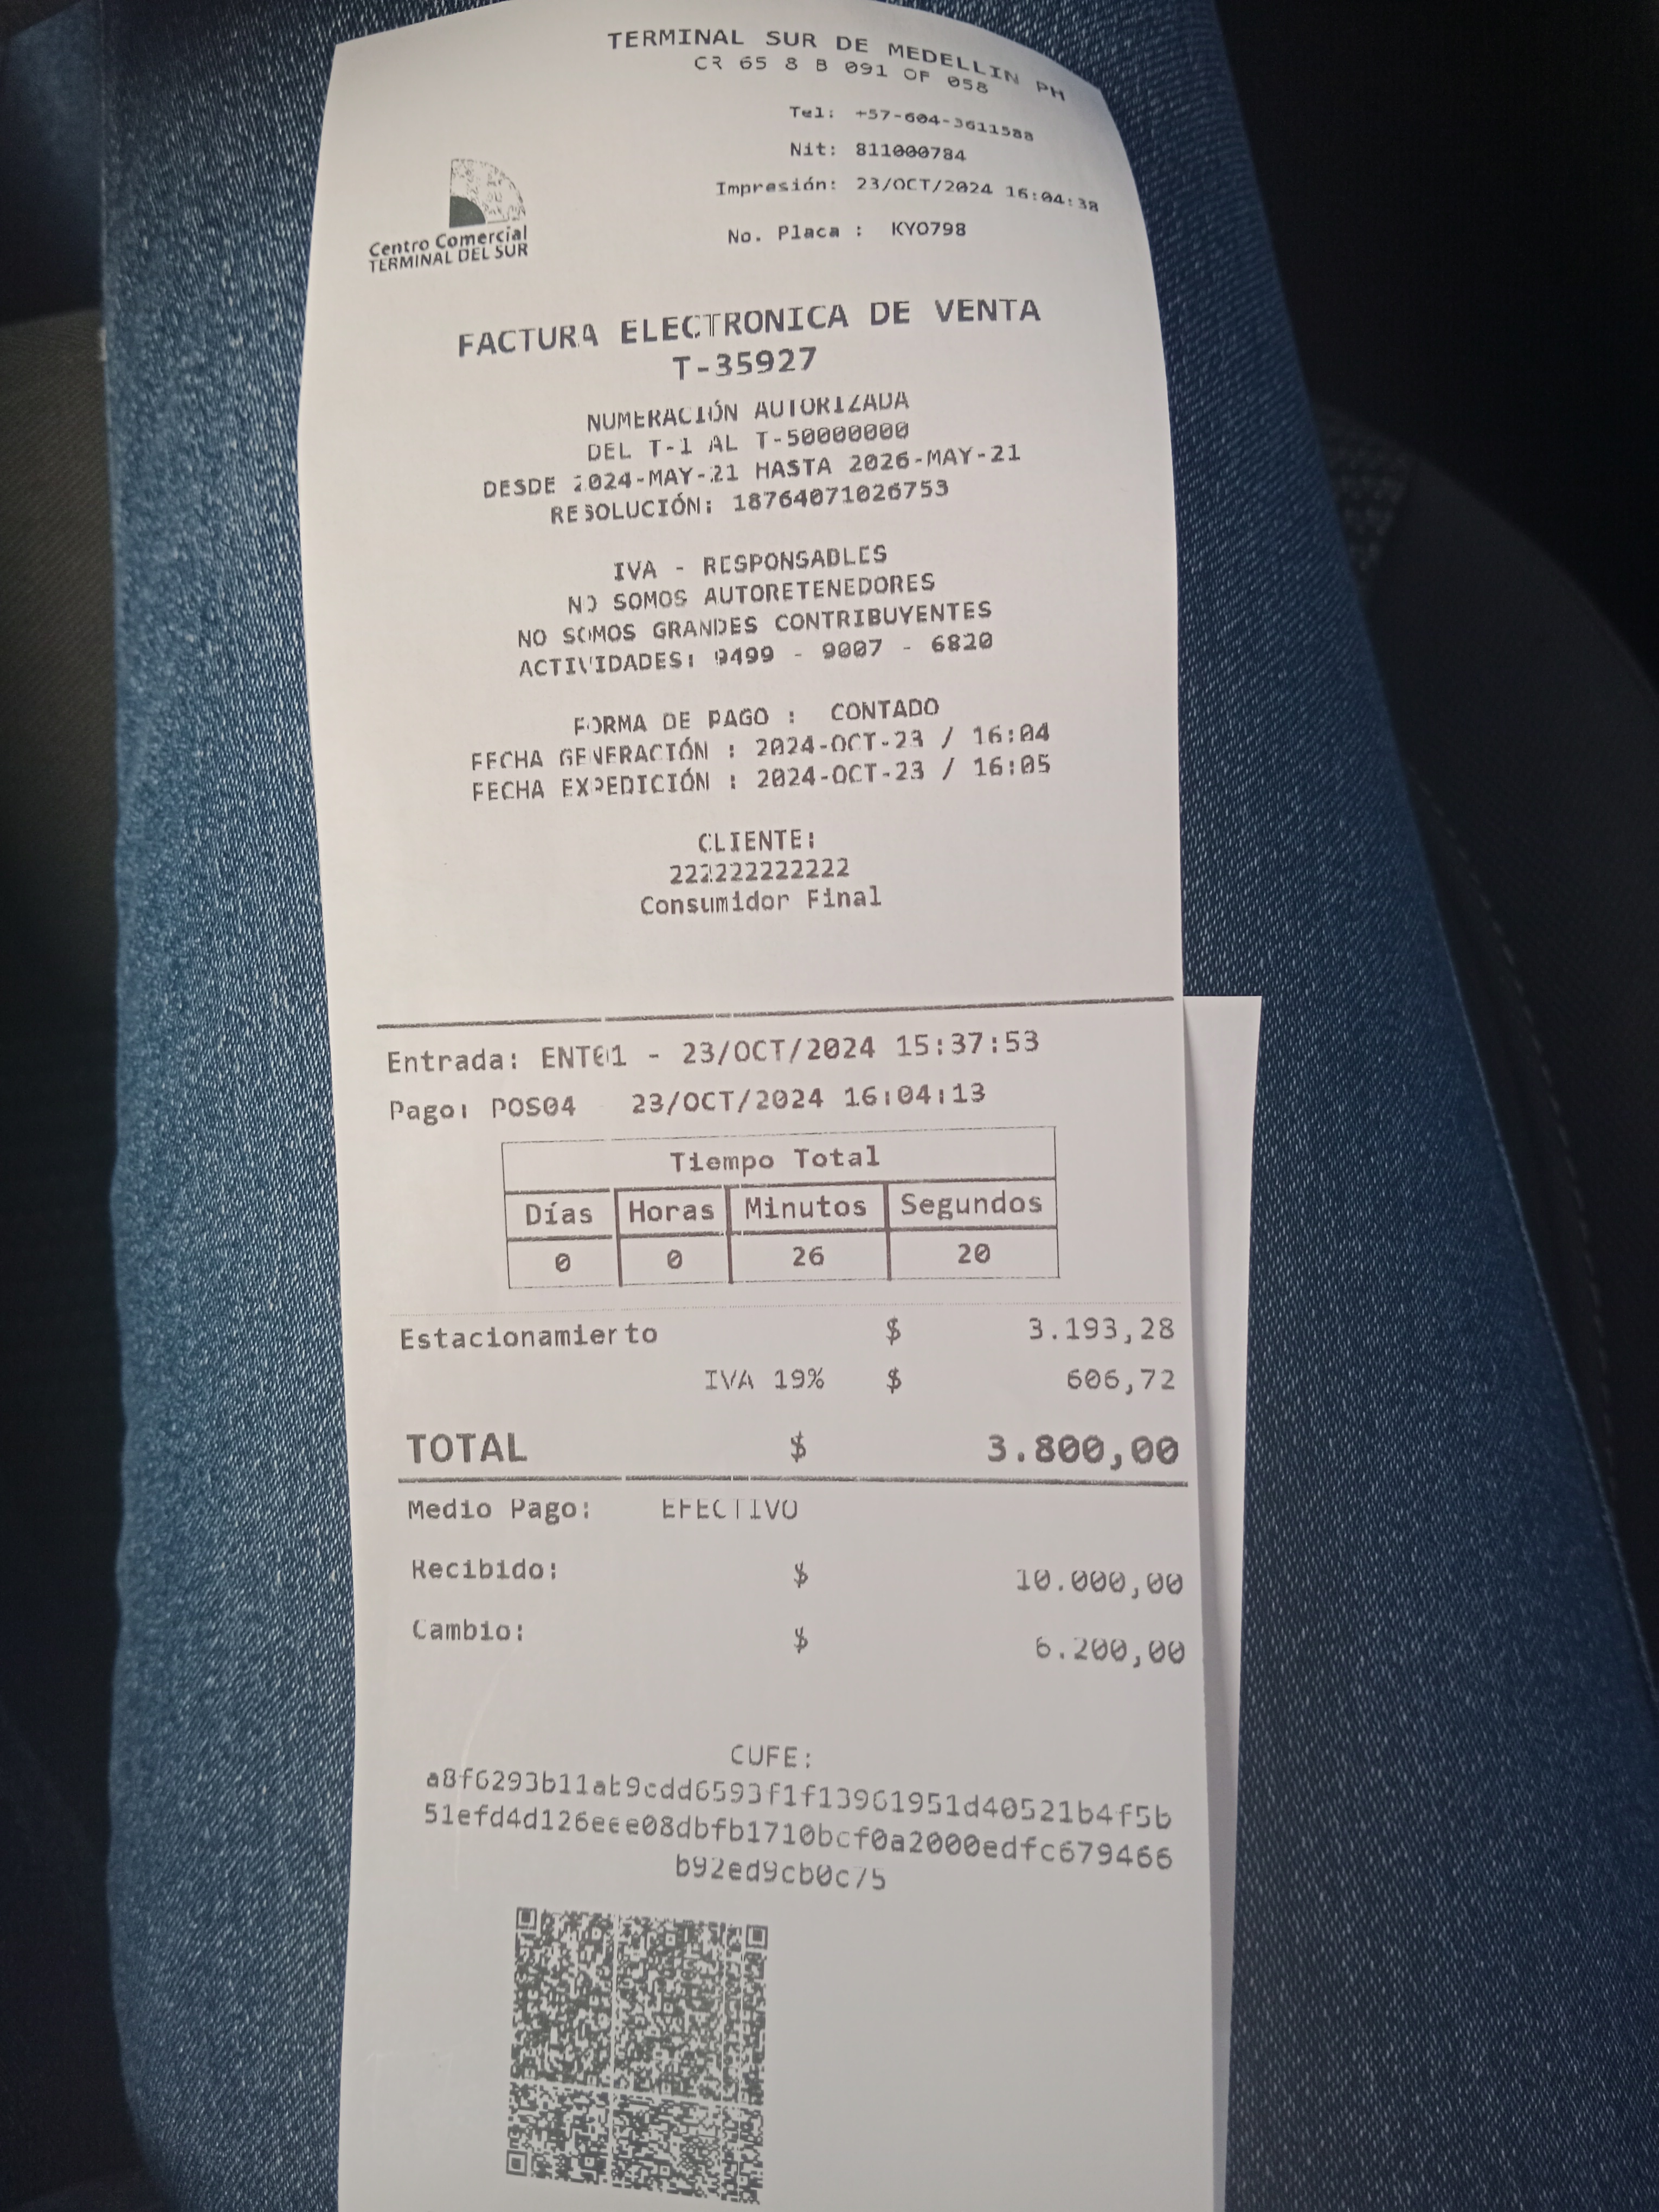 TERMINAL SUR DE MEDELLIN PH
CR 65 8 B 091 OF 058
Tel: +57-604-3611588
Nit: 811000784
Impresión: 23/OCT/2024 16:04:38
No. Placa : KYO798
Centro Comercial
TERMINAL DEL SUR
FACTURA ELECTRONICA DE VENTA
T-35927
NUMERACIÓN AUTORIZADA
DEL T-1 AL T-50000000
DESDE 2024-MAY-21 HASTA 2026-MAY-21
RESOLUCIÓN: 18764071026753
IVA - RESPONSABLES
NO SOMOS AUTORETENEDORES
NO SOMOS GRANDES CONTRIBUYENTES
ACTIVIDADES: 9499 - 9007 - 6820
FORMA DE PAGO : CONTADO
FECHA GENERACIÓN : 2024-OCT-23 / 16:04
FECHA EXPEDICIÓN : 2024-OCT-23 / 16:05
CLIENTE:
222222222222
Consumidor Final
Entrada: ENT01 - 23/OCT/2024 15:37:53
Pago: POS04 23/OCT/2024 16:04:13
Tiempo Total
Días Horas Minutos Segundos
0 0 26 20
Estacionamiento $ 3.193,28
IVA 19% $ 606,72
TOTAL $ 3.800,00
Medio Pago: EFECTIVO
Recibido: $ 10.000,00
Cambio: $ 6.200,00
CUFE:
51efd4d126eee08dbfb1710bcf0a2000edfc679466
b92ed9cb0c75